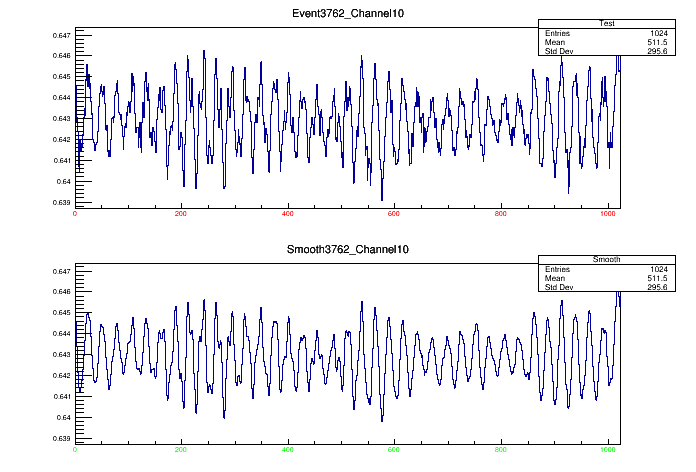 Event3762_Channel10
Test
Entries 1024
Mean 511.5
Std Dev 295.6
0.647
0.646
0.645
0.644
0.643
0.642
0.641
0.64
0.639
0 200 400 600 800 1000
Smooth3762_Channel10
Smooth
Entries 1024
Mean 511.5
Std Dev 295.6
0.647
0.646
0.645
0.644
0.643
0.642
0.641
0.64
0.639
0 200 400 600 800 1000